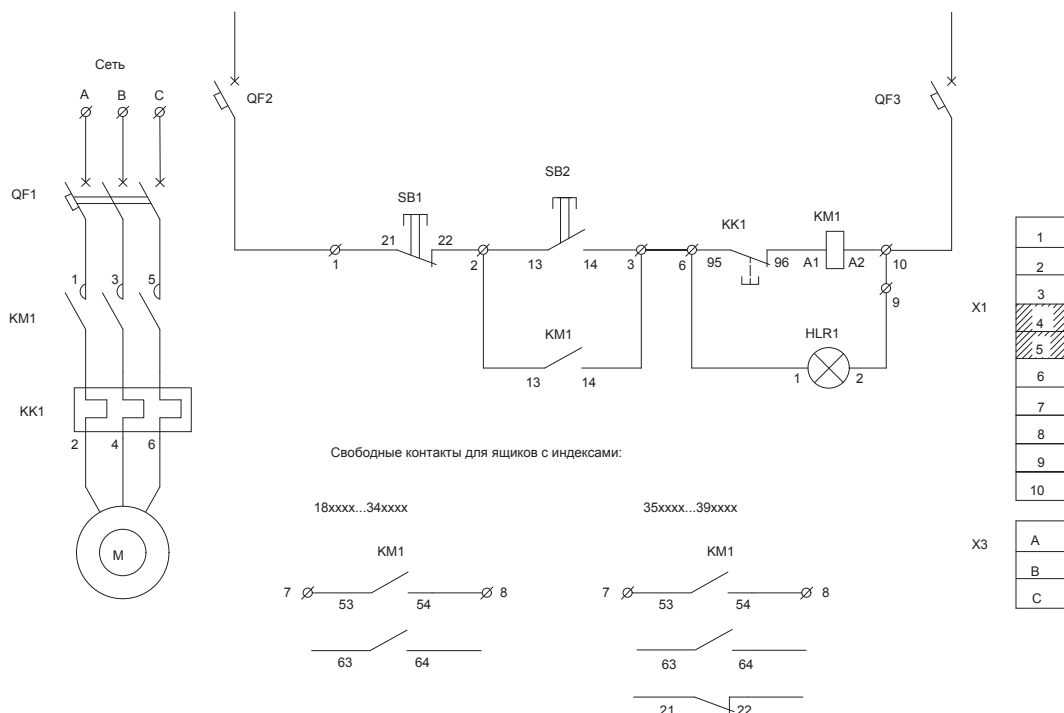 Сеть
A B C
QF2
QF3
QF1
SB1
SB2
KK1
KM1
21 22
1
2
13 14
3
6
95 96
A1 A2
10
9
1 3 5
KM1
KM1
13 14
HLR1
1 2
KK1
2 4 6
M
Свободные контакты для ящиков с индексами:
18xxxx...34xxxx
35xxxx...39xxxx
KM1
KM1
7 53 54 8
7 53 54 8
63 64
63 64
21 22
X1
1
2
3
4
5
6
7
8
9
10
X3
A
B
C